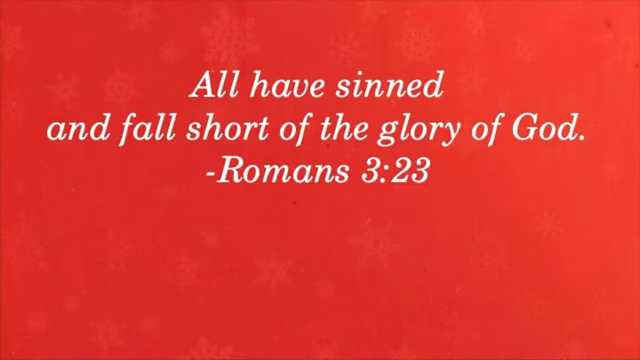 All have sinned
and fall short of the glory of God.
-Romans 3:23